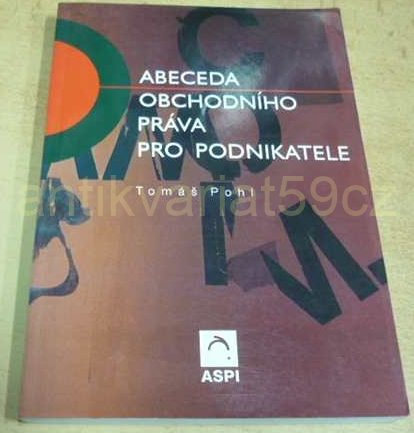 ABECEDA
OBCHODNÍHO
PRÁVA
PRO PODNIKATELE
Tomáš Pohl
antikvariat59cz
ASPI